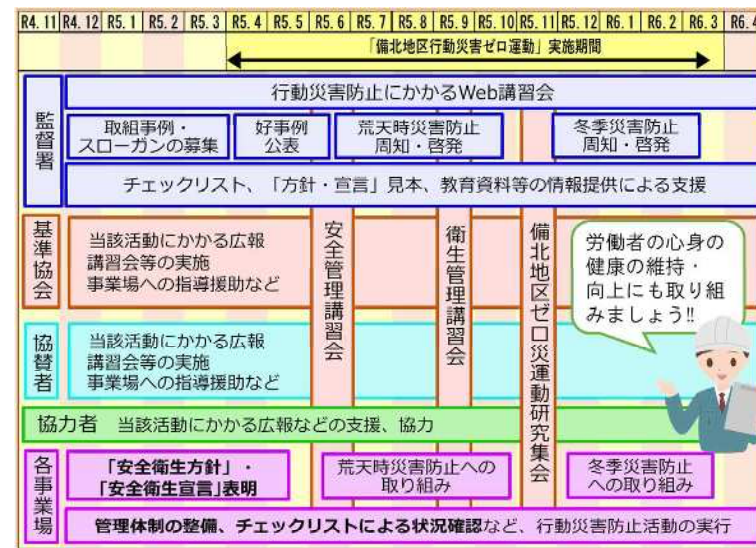 R4.11 R4.12 R5.1 R5.2 R5.3 R5.4 R5.5 R5.6 R5.7 R5.8 R5.9 R5.10 R5.11 R5.12 R6.1 R6.2 R6.3 R6.4
「備北地区行動災害ゼロ運動」実施期間
監督署
行動災害防止にかかるWeb講習会
取組事例・
スローガンの募集
好事例
公表
荒天時災害防止
周知・啓発
冬季災害防止
周知・啓発
チェックリスト、「方針・宣言」見本、教育資料等の情報提供による支援
基準協会
当該活動にかかる広報
講習会等の実施
事業場への指導援助など
安全管理講習会
衛生管理講習会
備北地区ゼロ災運動研究集会
労働者の心身の
健康の維持・
向上にも取り組
みましょう‼
協賛者
当該活動にかかる広報
講習会等の実施
事業場への指導援助など
協力者 当該活動にかかる広報などの支援、協力
各事業場
「安全衛生方針」・
「安全衛生宣言」表明
荒天時災害防止への
取り組み
冬季災害防止
への取り組み
管理体制の整備、チェックリストによる状況確認など、行動災害防止活動の実行